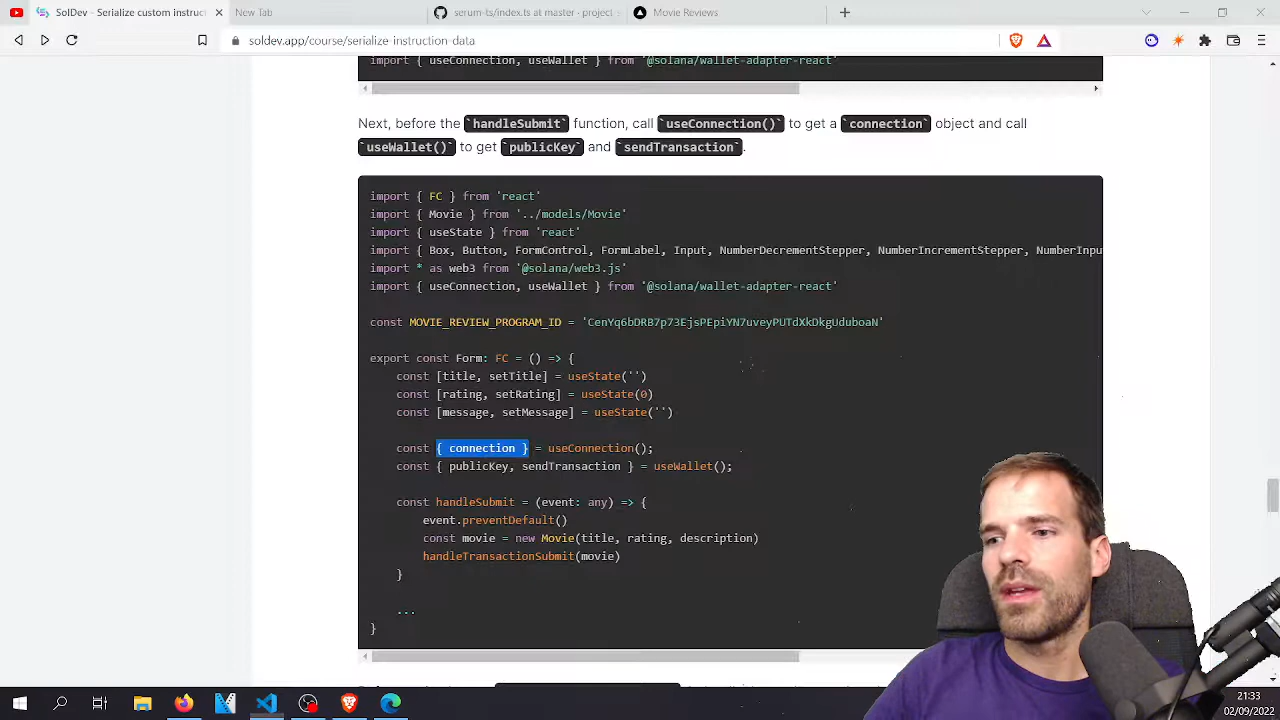 SolDev - Serialize custom instruct
New Tab
serum-ts/index.ts at master · project
Movie Reviews
soldev.app/course/serialize-instruction-data
import { useConnection, useWallet } from '@solana/wallet-adapter-react'
Next, before the `handleSubmit` function, call `useConnection()` to get a `connection` object and call
`useWallet()` to get `publicKey` and `sendTransaction`.
import { FC } from 'react'
import { Movie } from '../models/Movie'
import { useState } from 'react'
import { Box, Button, FormControl, FormLabel, Input, NumberDecrementStepper, NumberIncrementStepper, NumberInpu
import * as web3 from '@solana/web3.js'
import { useConnection, useWallet } from '@solana/wallet-adapter-react'
const MOVIE_REVIEW_PROGRAM_ID = 'CenYq6bDRB7p73EjsPEpiYN7uveyPUTdXkDkgUduboaN'
export const Form: FC = () => {
const [title, setTitle] = useState('')
const [rating, setRating] = useState(0)
const [message, setMessage] = useState('')
const { connection } = useConnection();
const { publicKey, sendTransaction } = useWallet();
const handleSubmit = (event: any) => {
event.preventDefault()
const movie = new Movie(title, rating, description)
handleTransactionSubmit(movie)
}
...
}
21:33
02/09/2022